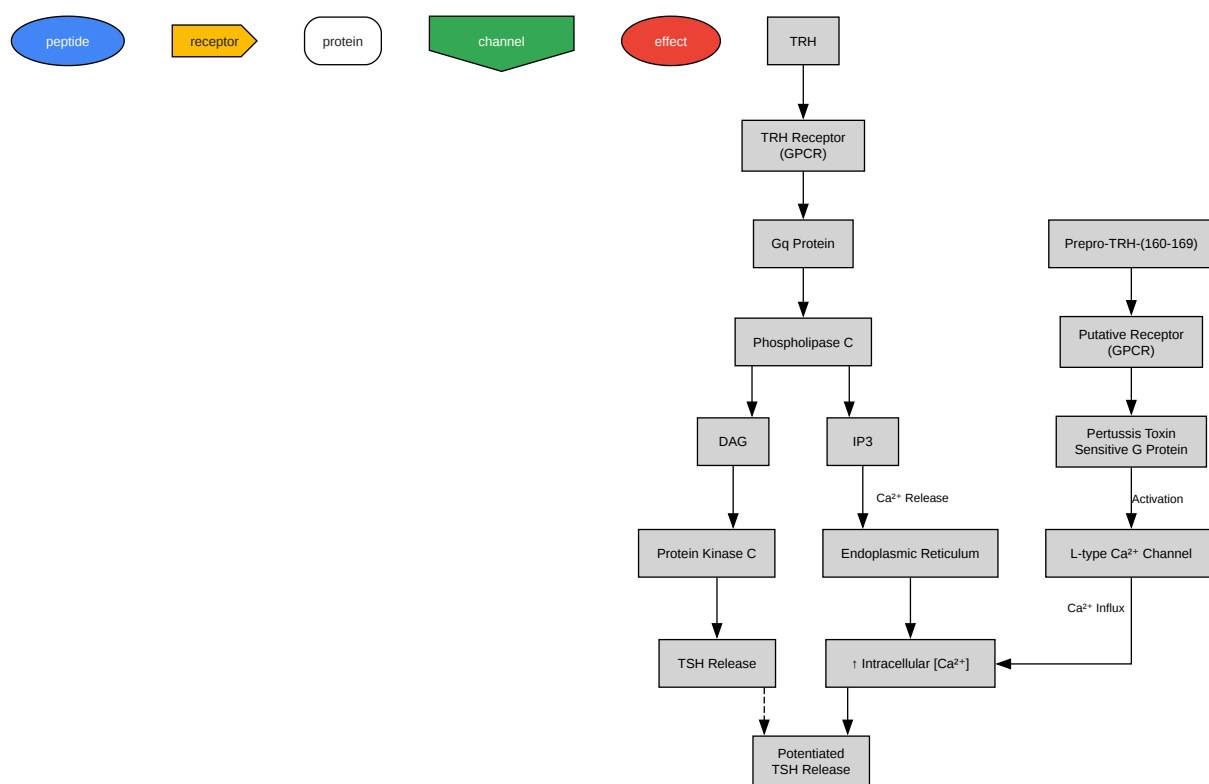 peptide
receptor
protein
channel
effect
TRH
TRH Receptor
(GPCR)
Gq Protein
Prepro-TRH-(160-169)
Phospholipase C
Putative Receptor
(GPCR)
DAG
IP3
Pertussis Toxin
Sensitive G Protein
Ca²⁺ Release
Activation
Protein Kinase C
Endoplasmic Reticulum
L-type Ca²⁺ Channel
Ca²⁺ Influx
TSH Release
↑ Intracellular [Ca²⁺]
Potentiated
TSH Release